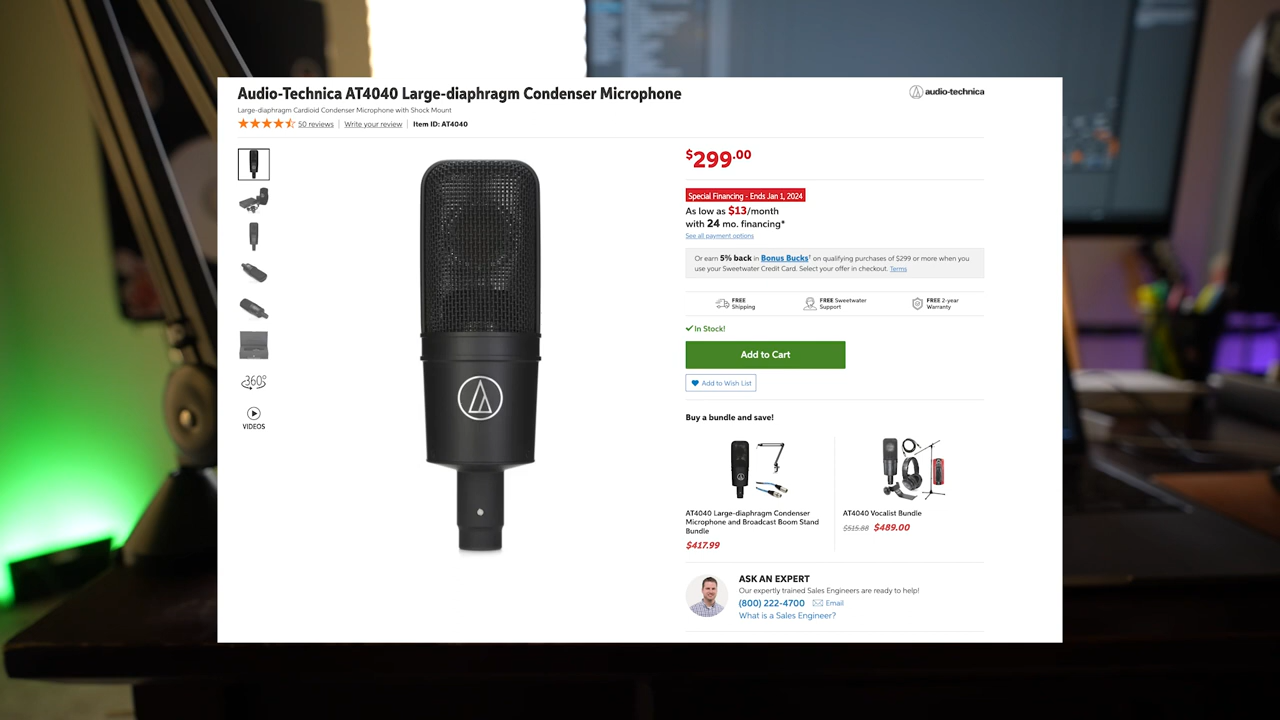 Audio-Technica AT4040 Large-diaphragm Condenser Microphone
Large-diaphragm Cardioid Condenser Microphone with Shock Mount
50 reviews
Write your review
Item ID: AT4040
audio-technica
VIDEOS
360°
$299.00
Special Financing - Ends Jan 1, 2024
As low as $13/month
with 24 mo. financing*
See all payment options
Or earn 5% back in Bonus Bucks† on qualifying purchases of $299 or more when you
use your Sweetwater Credit Card. Select your offer in checkout. Terms
FREE
Shipping
FREE Sweetwater
Support
FREE 2-year
Warranty
In Stock!
Add to Cart
Add to Wish List
Buy a bundle and save!
AT4040 Large-diaphragm Condenser
Microphone and Broadcast Boom Stand
Bundle
$417.99
AT4040 Vocalist Bundle
$515.88 $489.00
ASK AN EXPERT
Our expertly trained Sales Engineers are ready to help!
(800) 222-4700
Email
What is a Sales Engineer?